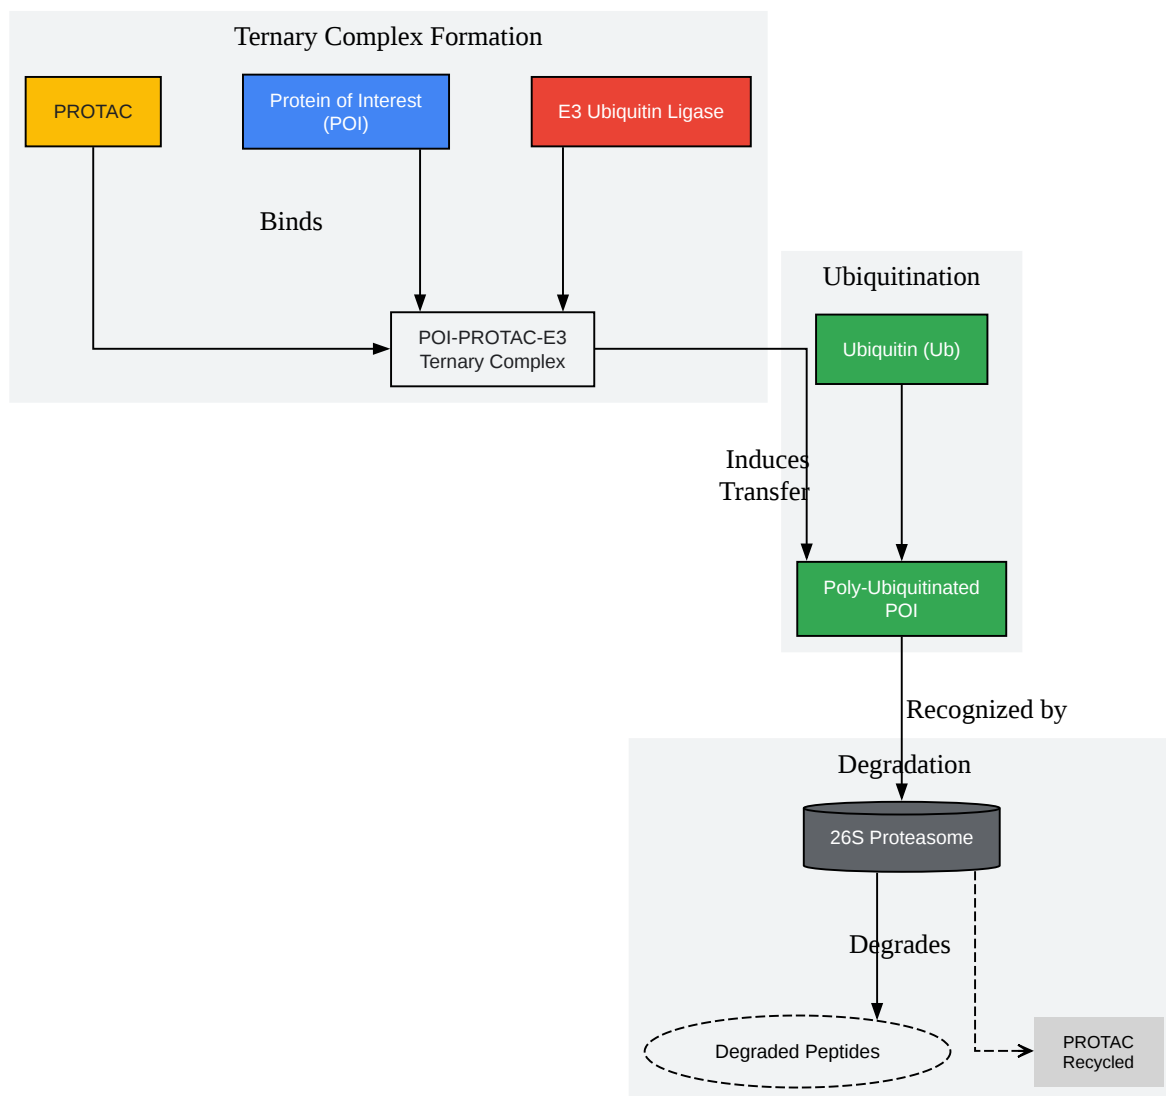 Ternary Complex Formation
PROTAC
Protein of Interest
(POI)
E3 Ubiquitin Ligase
Binds
POI-PROTAC-E3
Ternary Complex
Ubiquitination
Ubiquitin (Ub)
Induces
Transfer
Poly-Ubiquitinated
POI
Recognized by
Degradation
26S Proteasome
Degrades
Degraded Peptides
PROTAC
Recycled